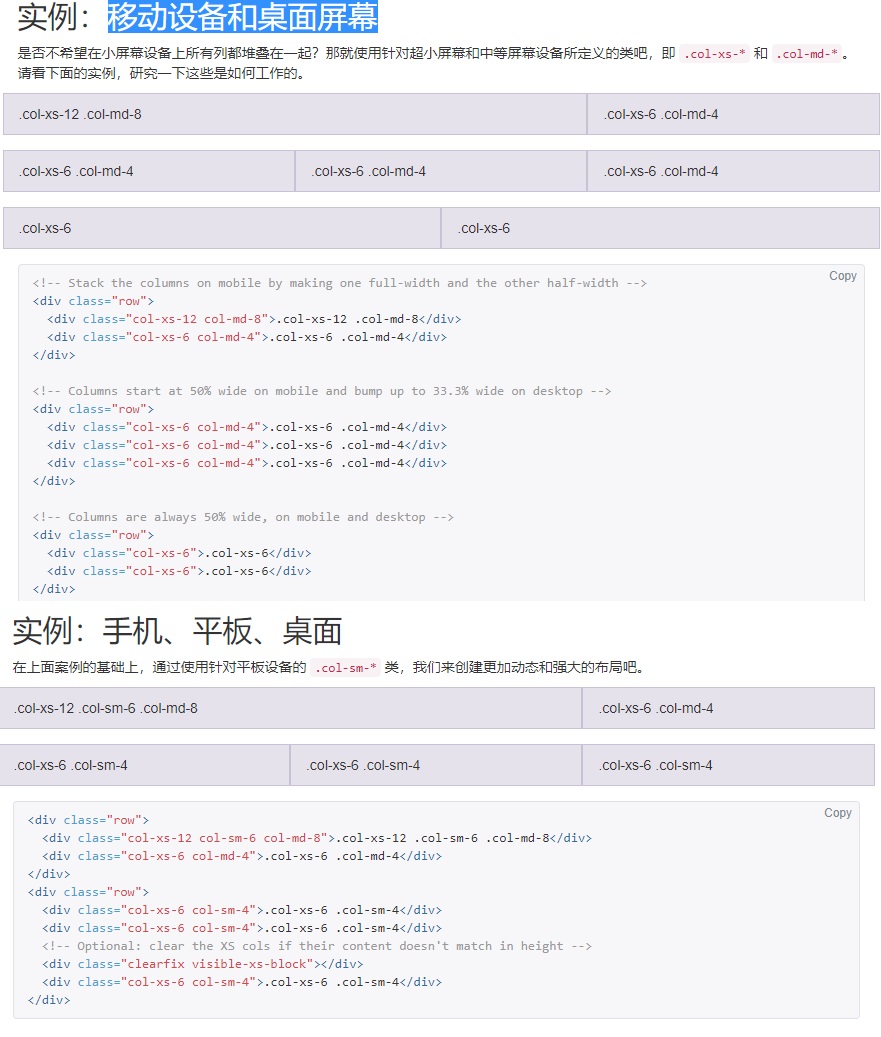 实例：移动设备和桌面屏幕
是否不希望在小屏幕设备上所有列都堆叠在一起？那就使用针对超小屏幕和中等屏幕设备所定义的类吧，即 .col-xs-* 和 .col-md-*。
请看下面的实例，研究一下这些是如何工作的。
.col-xs-12 .col-md-8 .col-xs-6 .col-md-4
.col-xs-6 .col-md-4 .col-xs-6 .col-md-4 .col-xs-6 .col-md-4
.col-xs-6 .col-xs-6
Copy
<!-- Stack the columns on mobile by making one full-width and the other half-width -->
<div class="row">
  <div class="col-xs-12 col-md-8">.col-xs-12 .col-md-8</div>
  <div class="col-xs-6 col-md-4">.col-xs-6 .col-md-4</div>
</div>
<!-- Columns start at 50% wide on mobile and bump up to 33.3% wide on desktop -->
<div class="row">
  <div class="col-xs-6 col-md-4">.col-xs-6 .col-md-4</div>
  <div class="col-xs-6 col-md-4">.col-xs-6 .col-md-4</div>
  <div class="col-xs-6 col-md-4">.col-xs-6 .col-md-4</div>
</div>
<!-- Columns are always 50% wide, on mobile and desktop -->
<div class="row">
  <div class="col-xs-6">.col-xs-6</div>
  <div class="col-xs-6">.col-xs-6</div>
</div>
实例：手机、平板、桌面
在上面案例的基础上，通过使用针对平板设备的 .col-sm-* 类，我们来创建更加动态和强大的布局吧。
.col-xs-12 .col-sm-6 .col-md-8 .col-xs-6 .col-md-4
.col-xs-6 .col-sm-4 .col-xs-6 .col-sm-4 .col-xs-6 .col-sm-4
Copy
<div class="row">
  <div class="col-xs-12 col-sm-6 col-md-8">.col-xs-12 .col-sm-6 .col-md-8</div>
  <div class="col-xs-6 col-md-4">.col-xs-6 .col-md-4</div>
</div>
<div class="row">
  <div class="col-xs-6 col-sm-4">.col-xs-6 .col-sm-4</div>
  <div class="col-xs-6 col-sm-4">.col-xs-6 .col-sm-4</div>
  <!-- Optional: clear the XS cols if their content doesn't match in height -->
  <div class="clearfix visible-xs-block"></div>
  <div class="col-xs-6 col-sm-4">.col-xs-6 .col-sm-4</div>
</div>